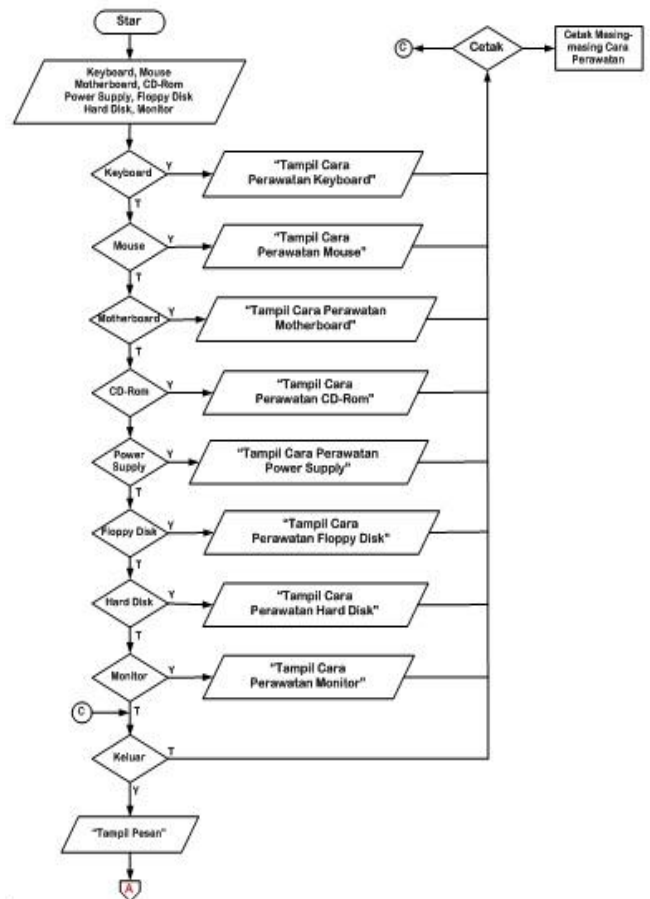 Star
Keyboard, Mouse
Motherboard, CD-Rom
Power Supply, Floppy Disk
Hard Disk, Monitor
Keyboard
Y
T
"Tampil Cara
Perawatan Keyboard"
Mouse
Y
T
"Tampil Cara
Perawatan Mouse"
Motherboard
Y
T
"Tampil Cara Perawatan
Motherboard"
CD-Rom
Y
T
"Tampil Cara
Perawatan CD-Rom"
Power
Supply
Y
T
"Tampil Cara Perawatan
Power Supply"
Floppy Disk
Y
T
"Tampil Cara
Perawatan Floppy Disk"
Hard Disk
Y
T
"Tampil Cara
Perawatan Hard Disk"
Monitor
Y
T
"Tampil Cara
Perawatan Monitor"
C
Keluar
T
Y
"Tampil Pesan"
A
C
Cetak
Cetak Masing-
masing Cara
Perawatan